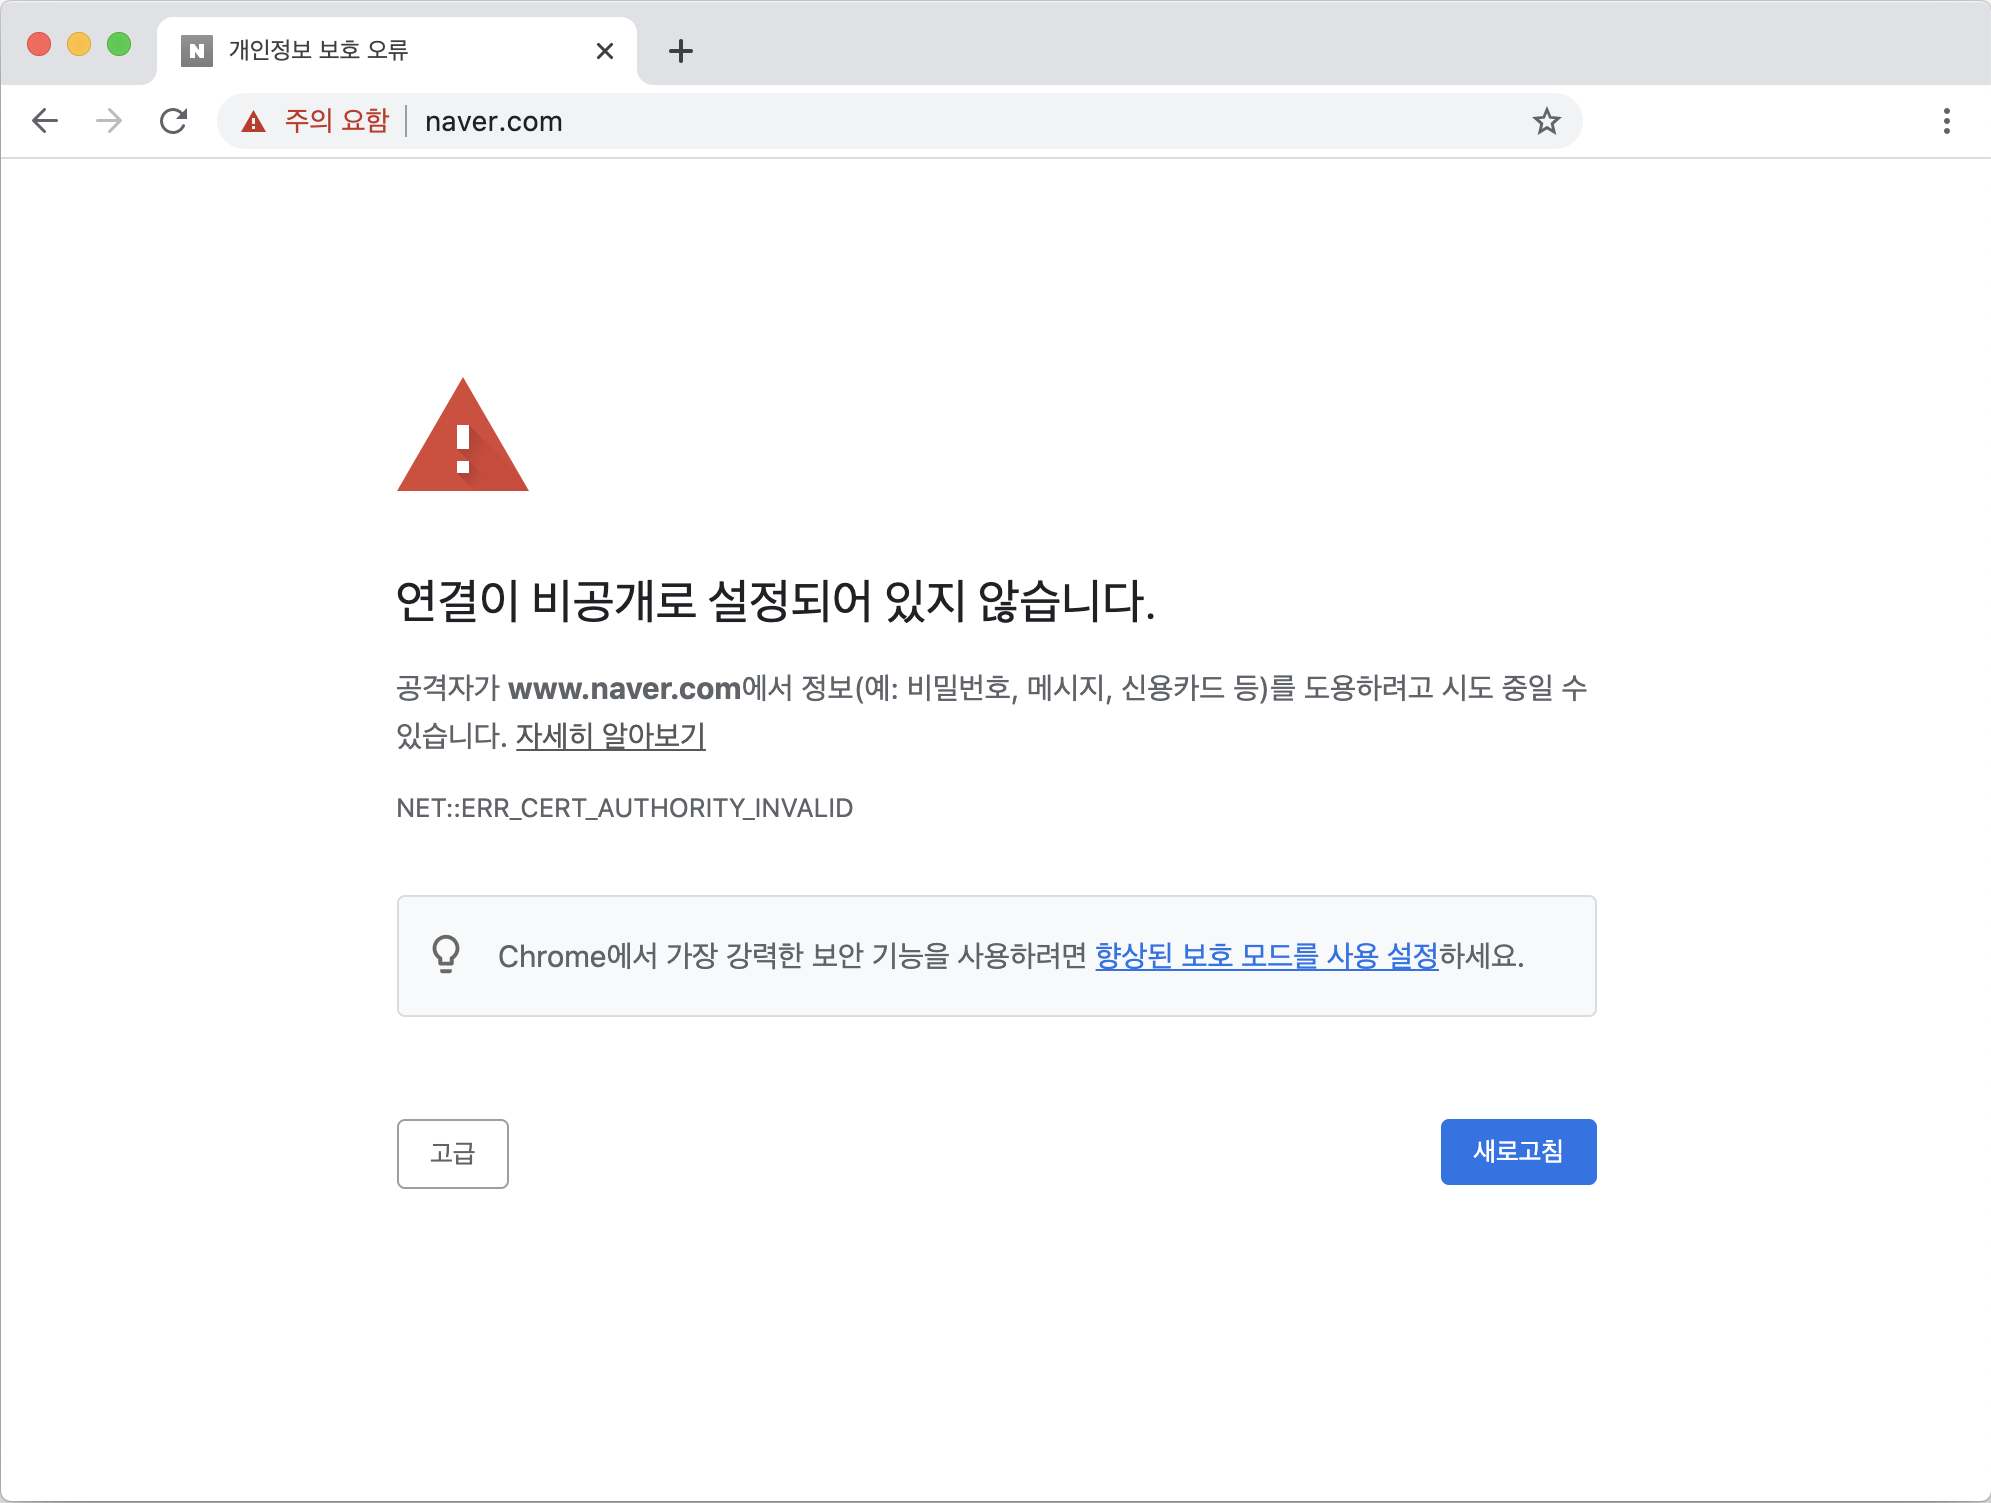 N 개인정보 보호 오류
주의 요함 naver.com
연결이 비공개로 설정되어 있지 않습니다.
공격자가 www.naver.com에서 정보(예: 비밀번호, 메시지, 신용카드 등)를 도용하려고 시도 중일 수
있습니다. 자세히 알아보기
NET::ERR_CERT_AUTHORITY_INVALID
Chrome에서 가장 강력한 보안 기능을 사용하려면 향상된 보호 모드를 사용 설정하세요.
고급 새로고침